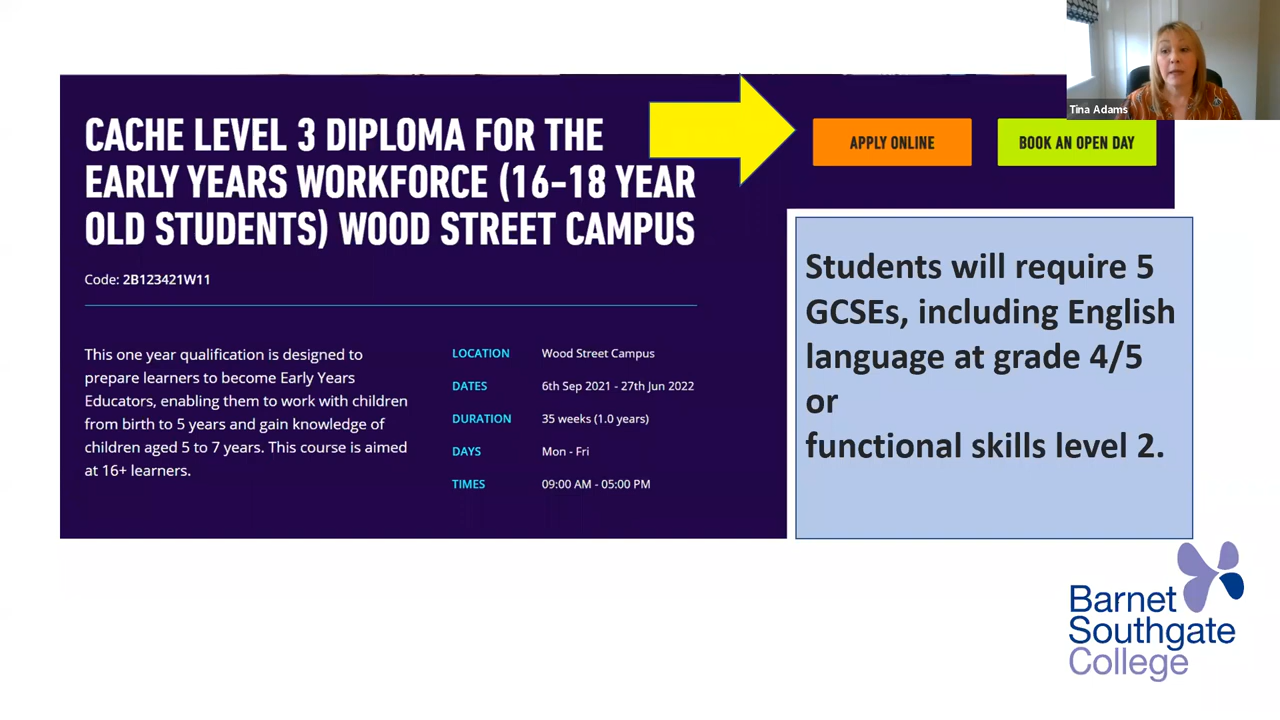 Tina Adams
CACHE LEVEL 3 DIPLOMA FOR THE
EARLY YEARS WORKFORCE (16-18 YEAR
OLD STUDENTS) WOOD STREET CAMPUS
APPLY ONLINE
BOOK AN OPEN DAY
Code: 2B123421W11
This one year qualification is designed to
prepare learners to become Early Years
Educators, enabling them to work with children
from birth to 5 years and gain knowledge of
children aged 5 to 7 years. This course is aimed
at 16+ learners.
LOCATION Wood Street Campus
DATES 6th Sep 2021 - 27th Jun 2022
DURATION 35 weeks (1.0 years)
DAYS Mon - Fri
TIMES 09:00 AM - 05:00 PM
Students will require 5
GCSEs, including English
language at grade 4/5
or
functional skills level 2.
Barnet
Southgate
College